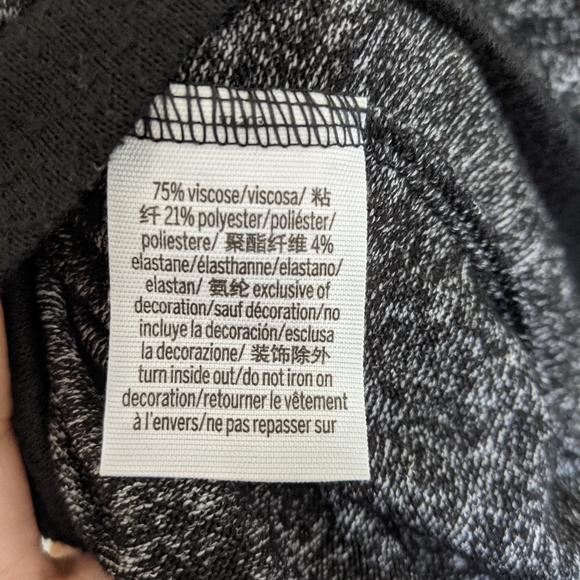 75% viscose/viscosa/ 粘
纤 21% polyester/poliéster/
poliestere/ 聚酯纤维 4%
elastane/élasthanne/elastano/
elastan/ 氨纶 exclusive of
decoration/sauf décoration/no
incluye la decoración/esclusa
la decorazione/ 装饰除外
turn inside out/do not iron on
decoration/retourner le vêtement
à l'envers/ne pas repasser sur